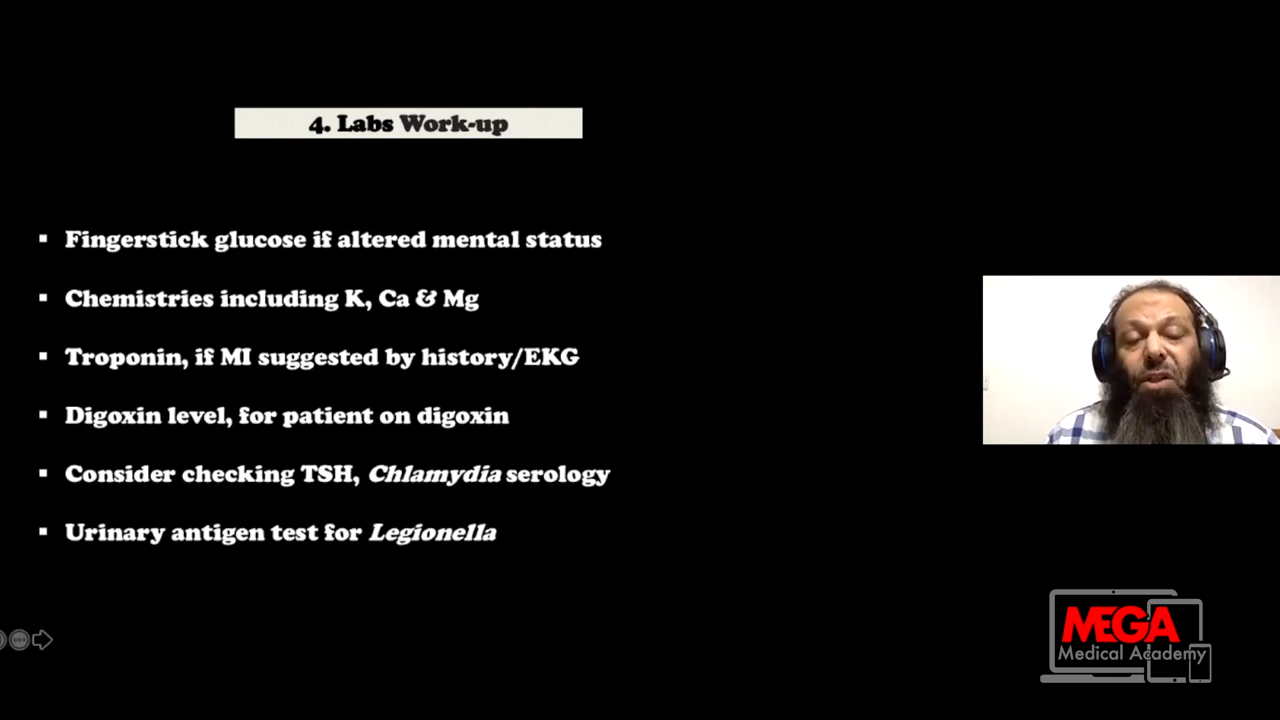 4. Labs Work-up
▪ Fingerstick glucose if altered mental status
▪ Chemistries including K, Ca & Mg
▪ Troponin, if MI suggested by history/EKG
▪ Digoxin level, for patient on digoxin
▪ Consider checking TSH, Chlamydia serology
▪ Urinary antigen test for Legionella
MEGA
Medical Academy